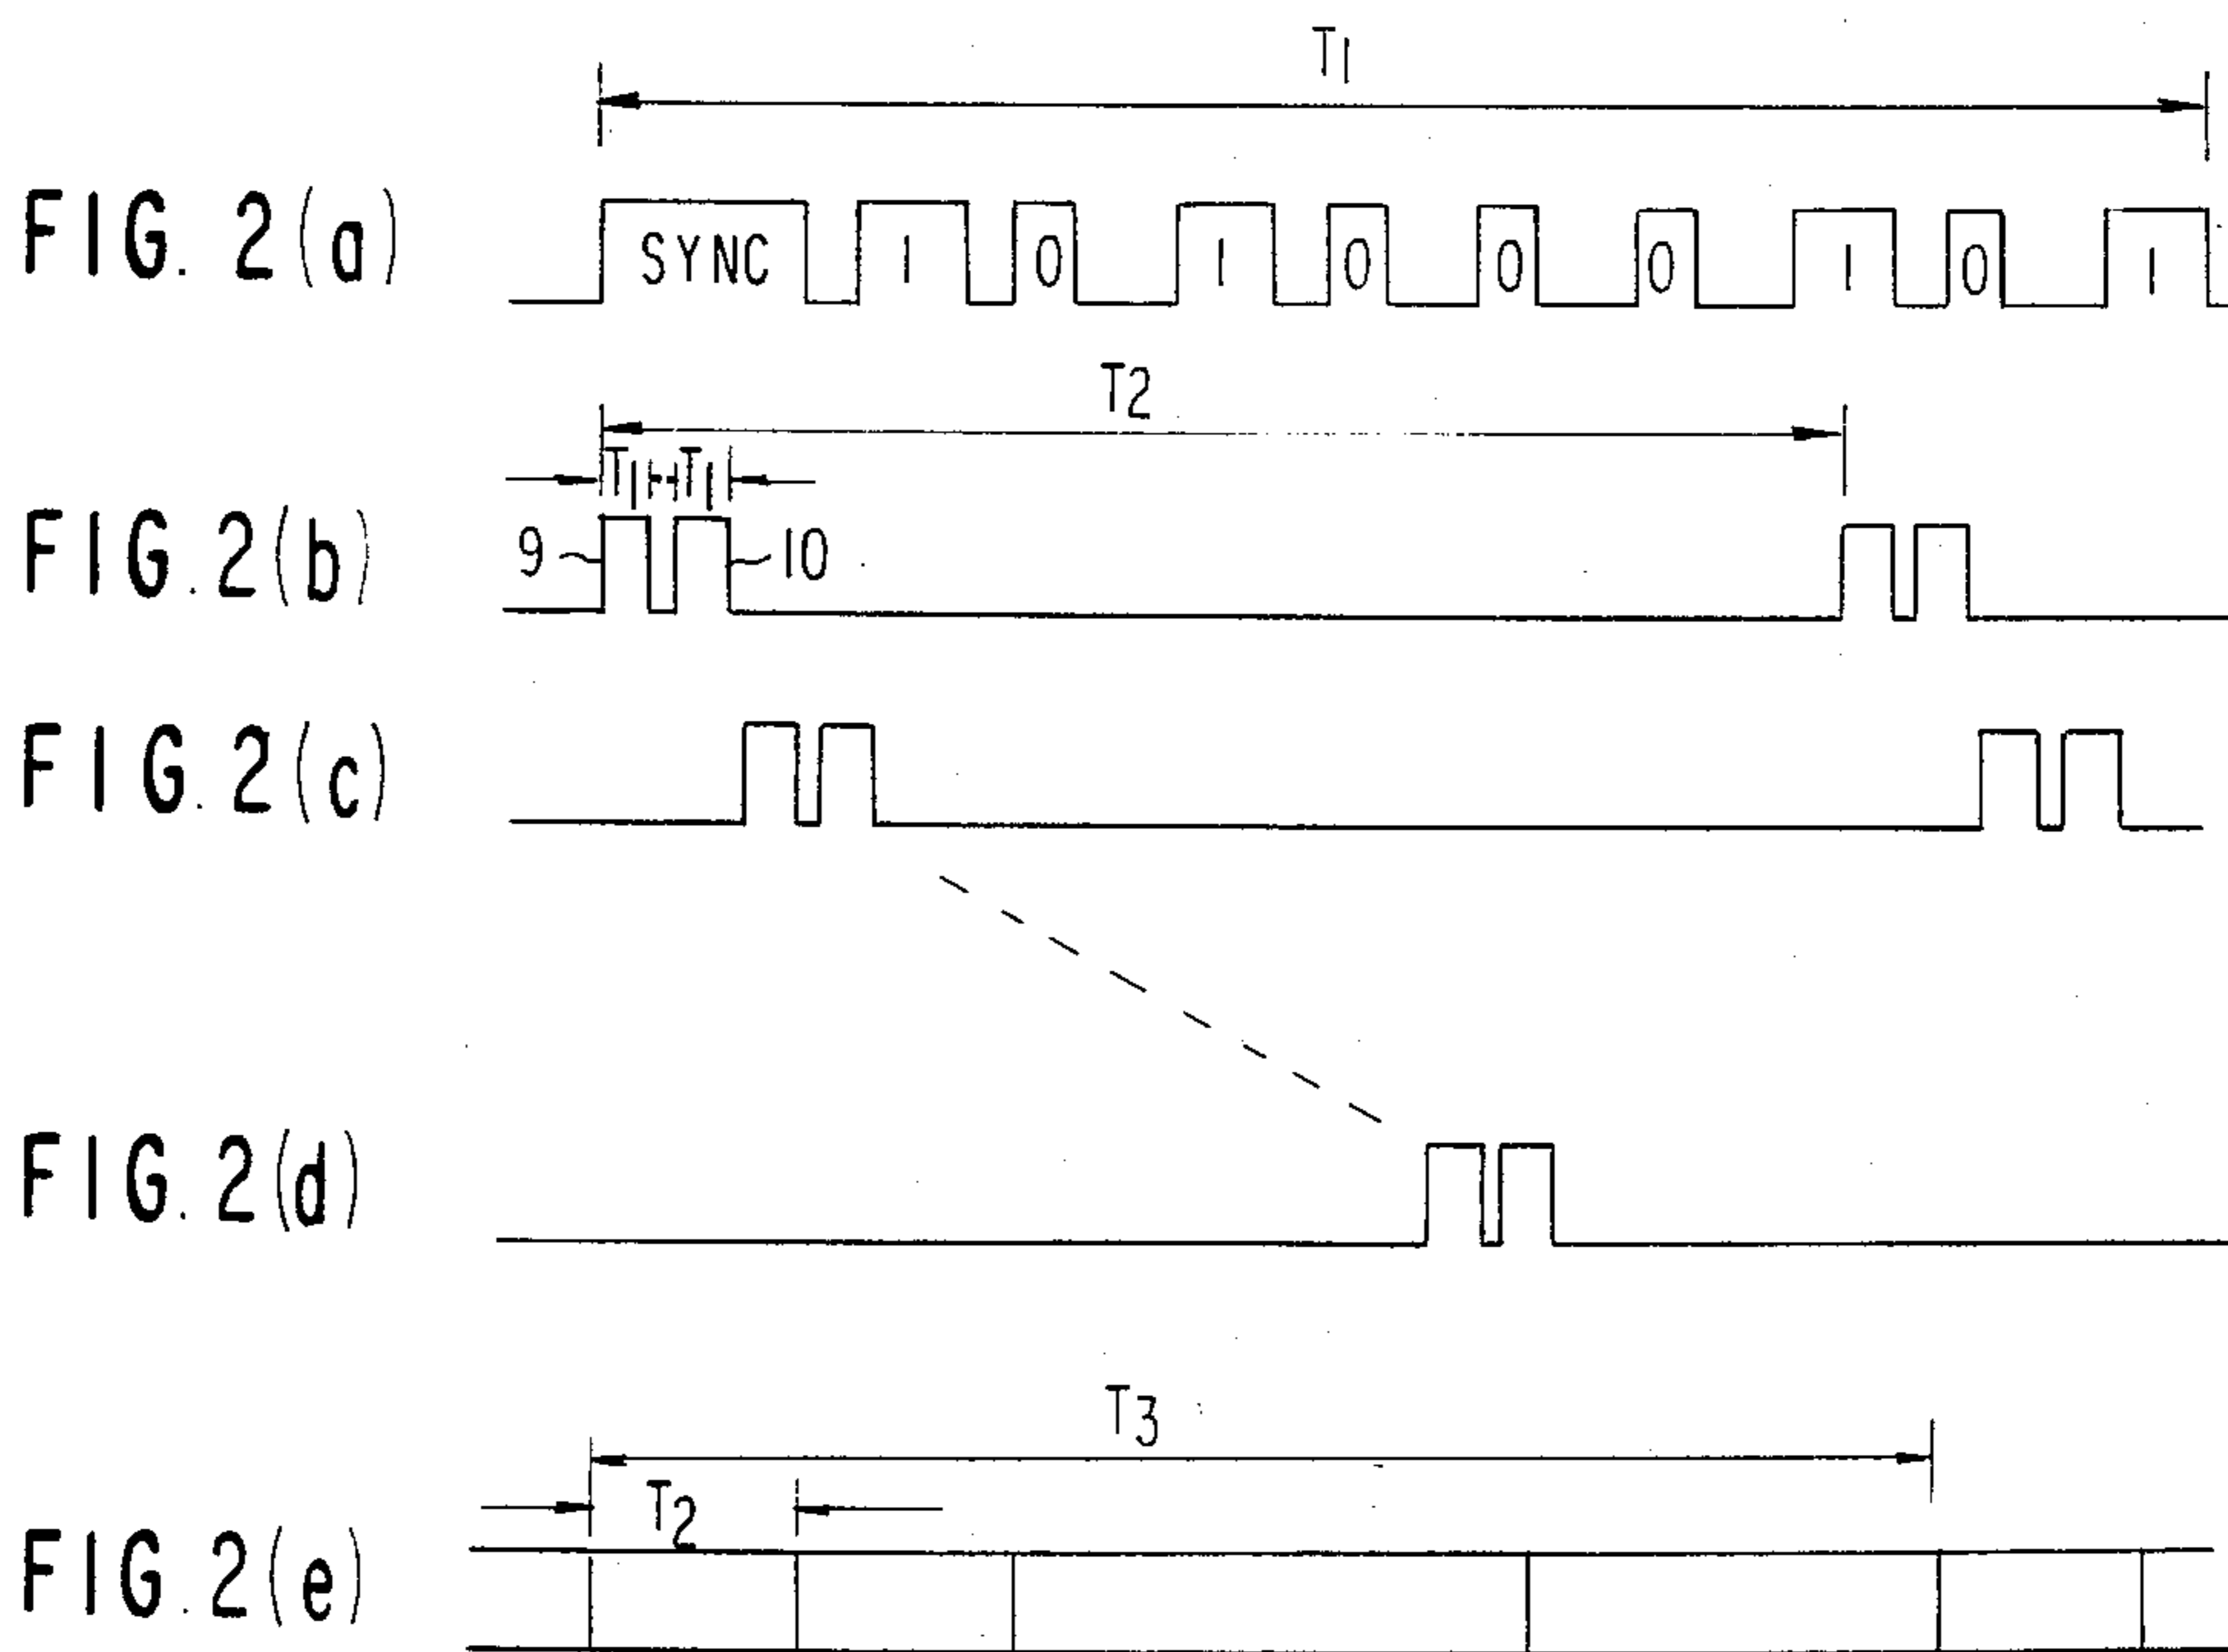 T1
FIG. 2(a)
SYNC 1 0 1 0 0 0 1 0 1
T2
T1 T1
FIG. 2(b)
9 10
FIG. 2(c)
FIG. 2(d)
T3
T2
FIG. 2(e)